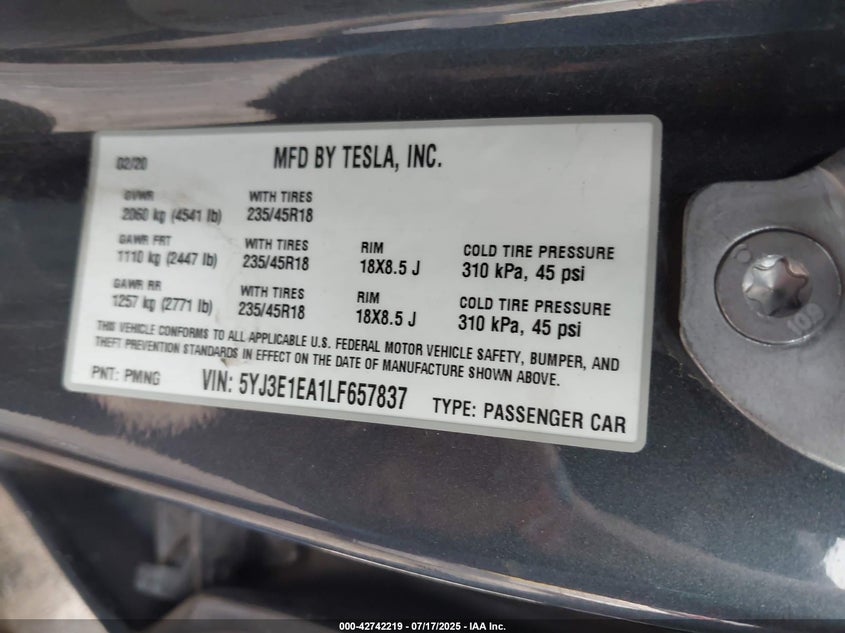 02/20 MFD BY TESLA, INC.
GVWR WITH TIRES
2060 kg (4541 lb) 235/45R18
GAWR FRT WITH TIRES RIM COLD TIRE PRESSURE
1110 kg (2447 lb) 235/45R18 18X8.5 J 310 kPa, 45 psi
GAWR RR WITH TIRES RIM COLD TIRE PRESSURE
1257 kg (2771 lb) 235/45R18 18X8.5 J 310 kPa, 45 psi
THIS VEHICLE CONFORMS TO ALL APPLICABLE U.S. FEDERAL MOTOR VEHICLE SAFETY, BUMPER, AND
THEFT PREVENTION STANDARDS IN EFFECT ON THE DATE OF MANUFACTURE SHOWN ABOVE.
PNT: PMNG VIN: 5YJ3E1EA1LF657837 TYPE: PASSENGER CAR
000-42742219 - 07/17/2025 - IAA Inc.